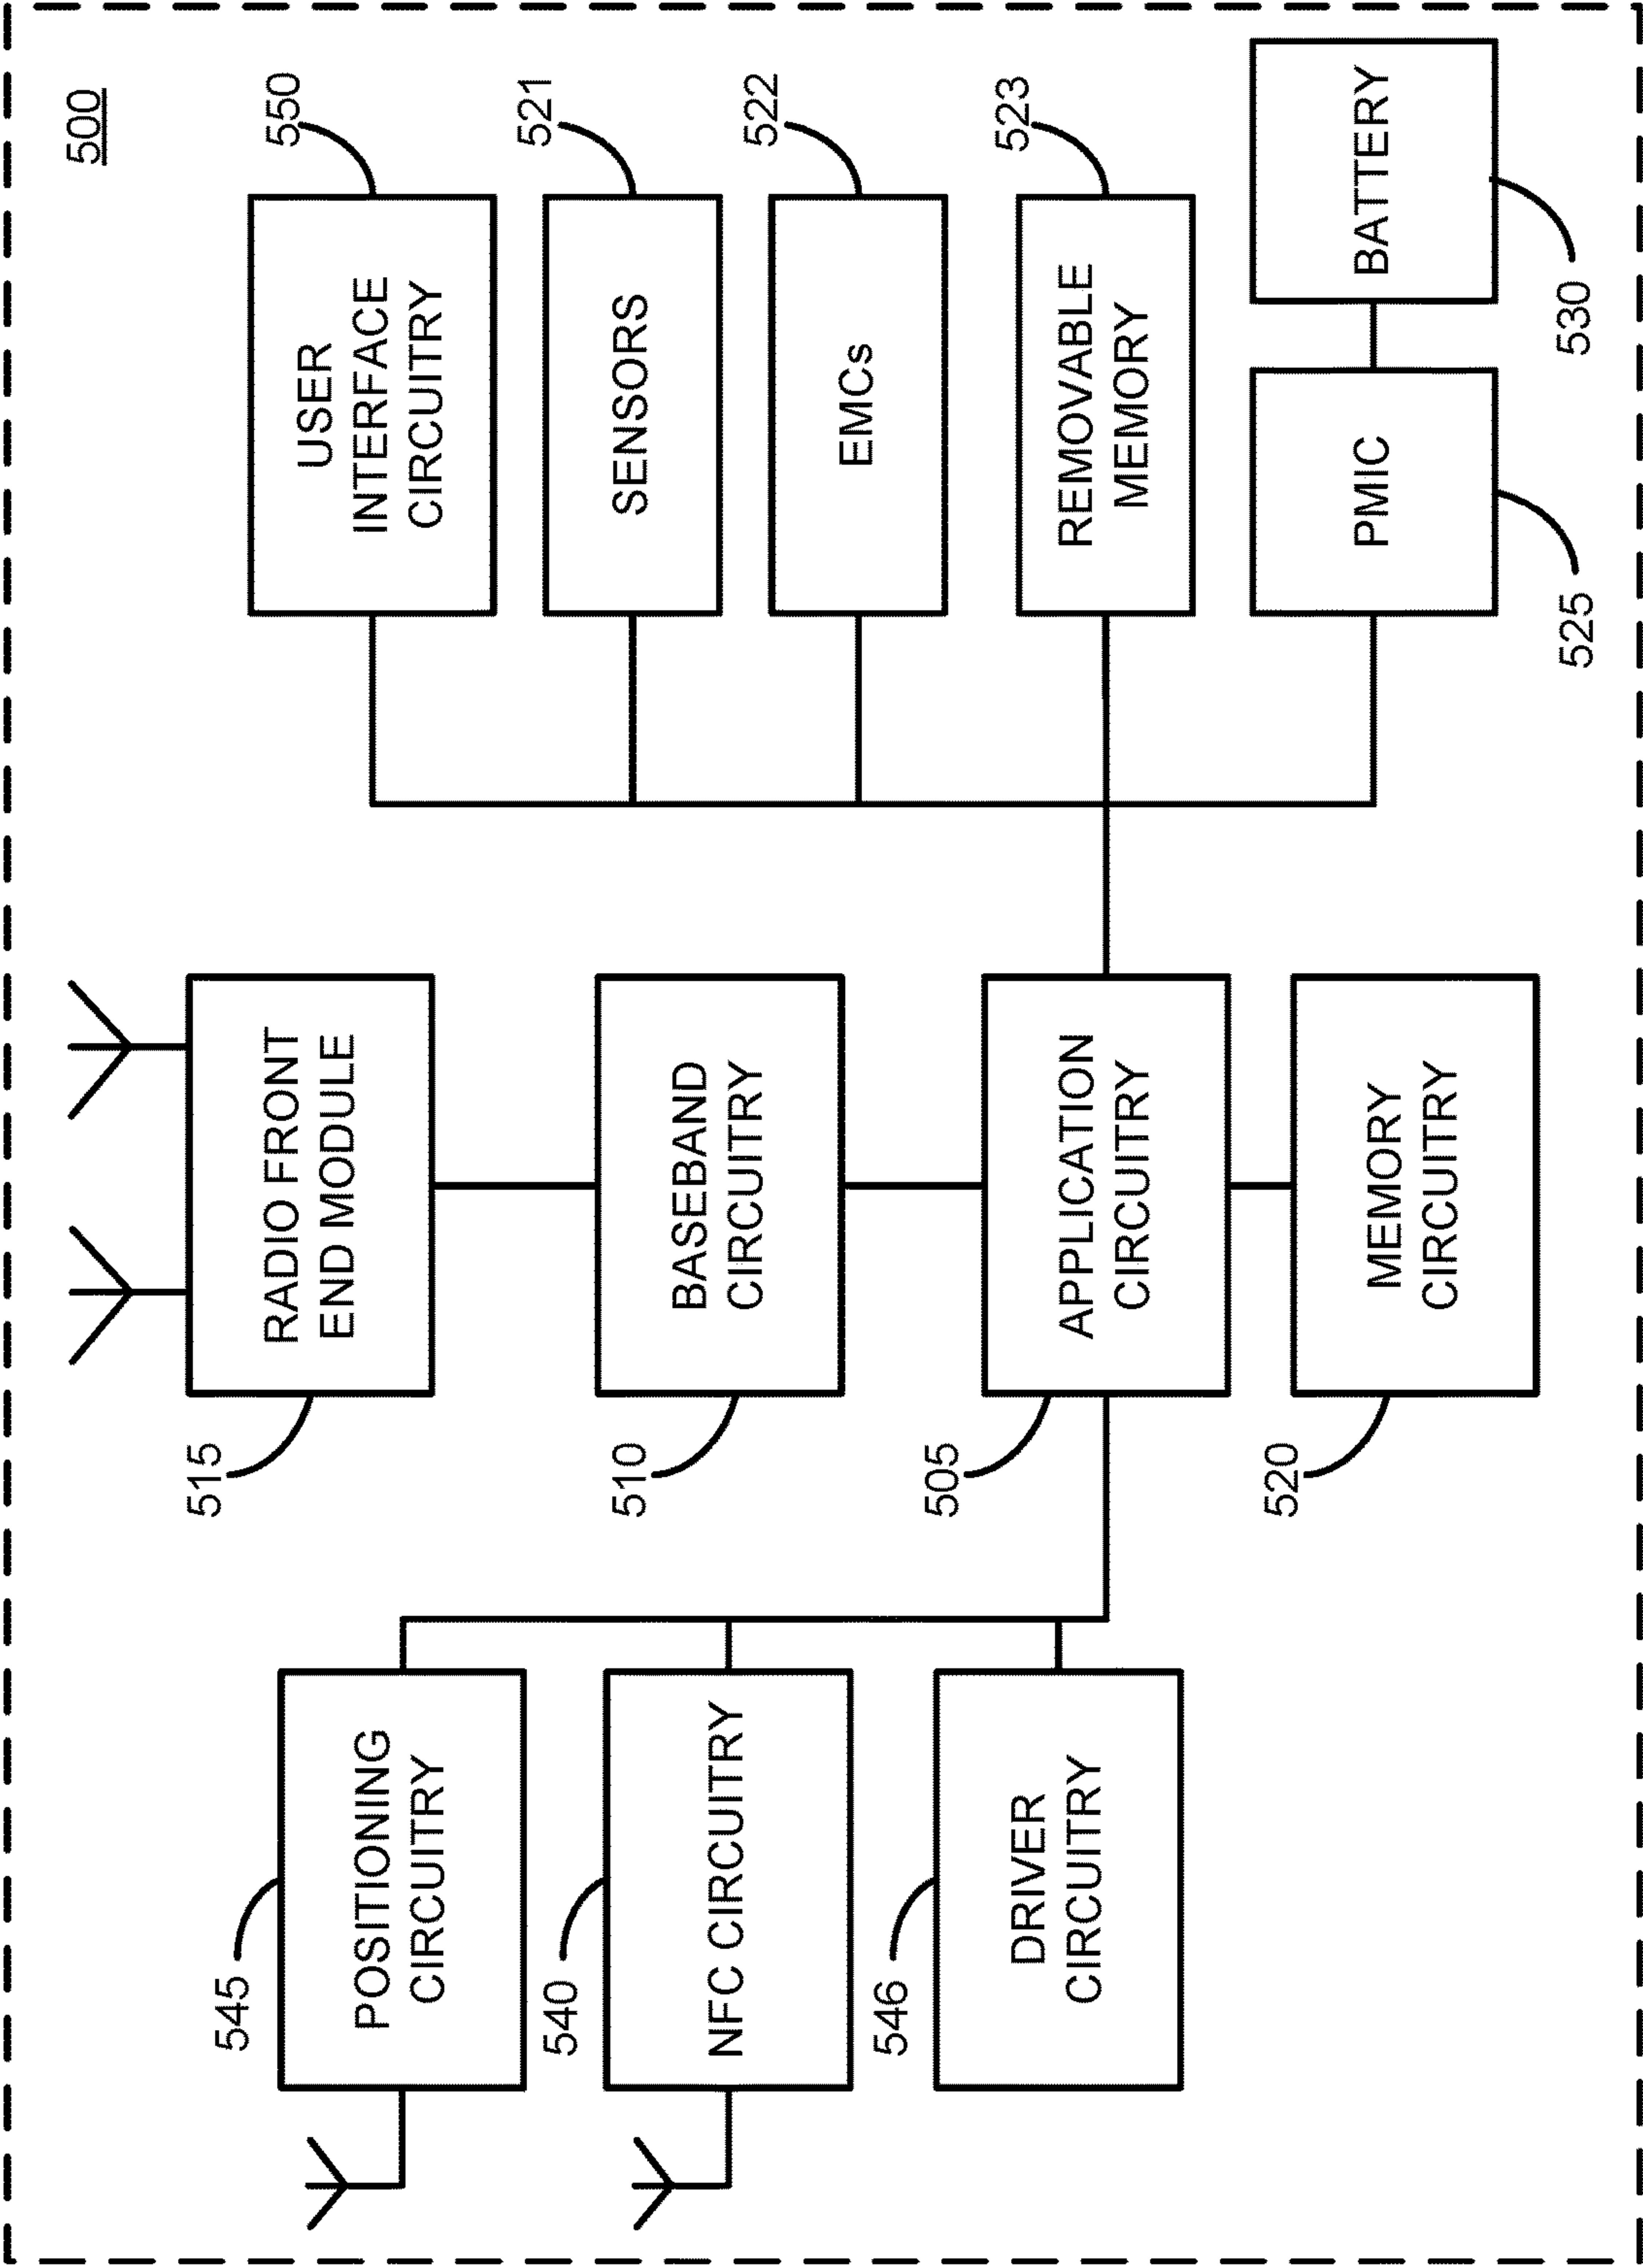 500
550
USER
INTERFACE
CIRCUITRY
521
SENSORS
522
EMCs
523
REMOVABLE
MEMORY
BATTERY
530
PMIC
525
RADIO FRONT
END MODULE
515
BASEBAND
CIRCUITRY
510
APPLICATION
CIRCUITRY
505
MEMORY
CIRCUITRY
520
POSITIONING
CIRCUITRY
545
NFC CIRCUITRY
540
DRIVER
CIRCUITRY
546